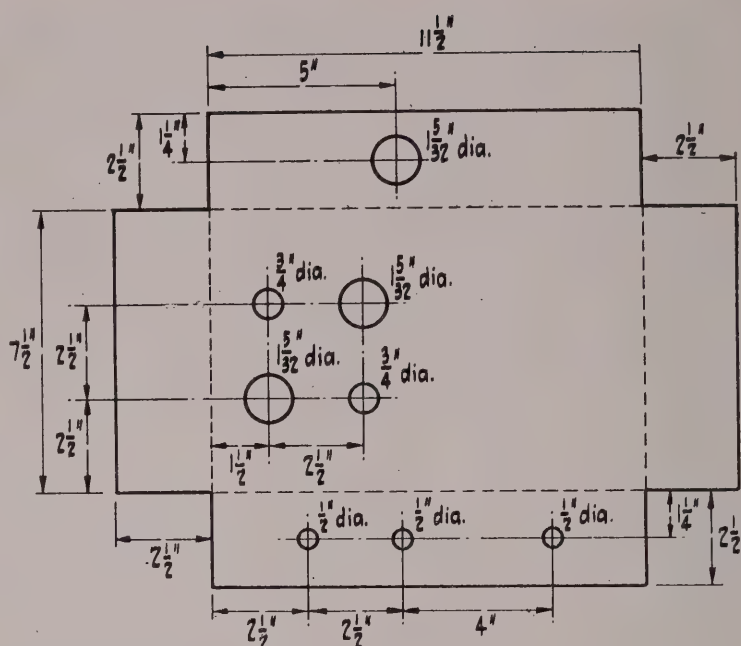 11 1/2"
5"
1 1/4"
2 1/2"
1 5/32" dia.
2 1/2"
3/4" dia.
1 5/32" dia.
7 1/2"
2 1/2"
1 5/32" dia.
3/4" dia.
2 1/2"
1 1/2"
2 1/2"
1/2" dia.
1/2" dia.
1/2" dia.
1 1/4"
2 1/2
2 1/2"
2 1/2"
2 1/2"
4"